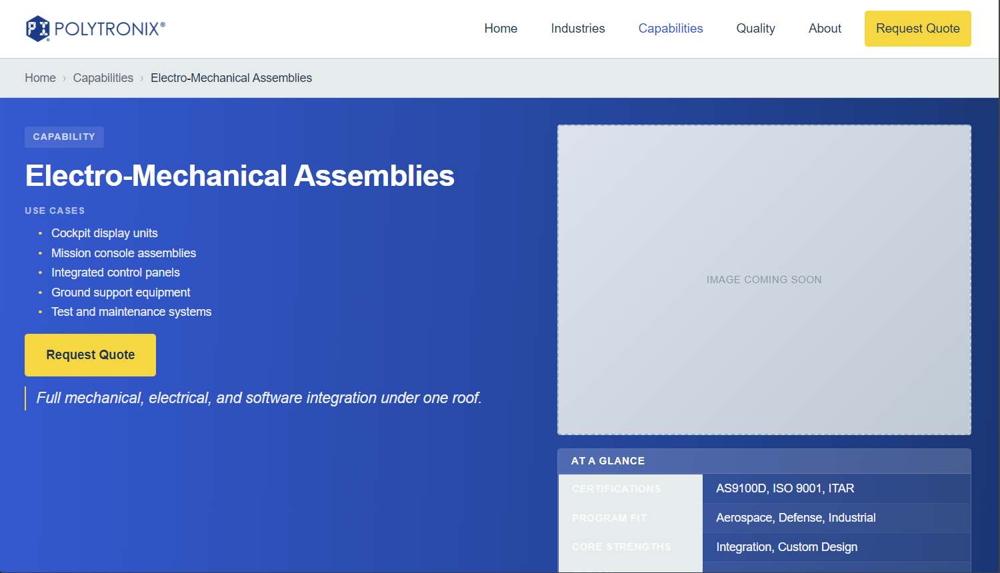 PI POLYTRONIX®
Home Industries Capabilities Quality About Request Quote
Home › Capabilities › Electro-Mechanical Assemblies
CAPABILITY
Electro-Mechanical Assemblies
USE CASES
• Cockpit display units
• Mission console assemblies
• Integrated control panels
• Ground support equipment
• Test and maintenance systems
Request Quote
Full mechanical, electrical, and software integration under one roof.
IMAGE COMING SOON
AT A GLANCE
CERTIFICATIONS AS9100D, ISO 9001, ITAR
PROGRAM FIT Aerospace, Defense, Industrial
CORE STRENGTHS Integration, Custom Design